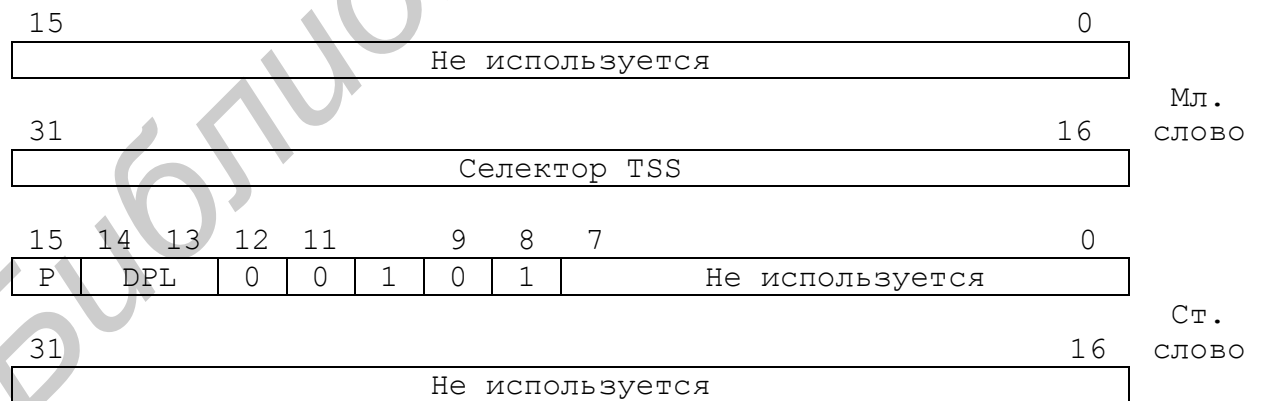 15 0
Не используется
Мл.
31 16 слово
Селектор TSS
15 14 13 12 11 9 8 7 0
P DPL 0 0 1 0 1 Не используется
Ст.
31 16 слово
Не используется